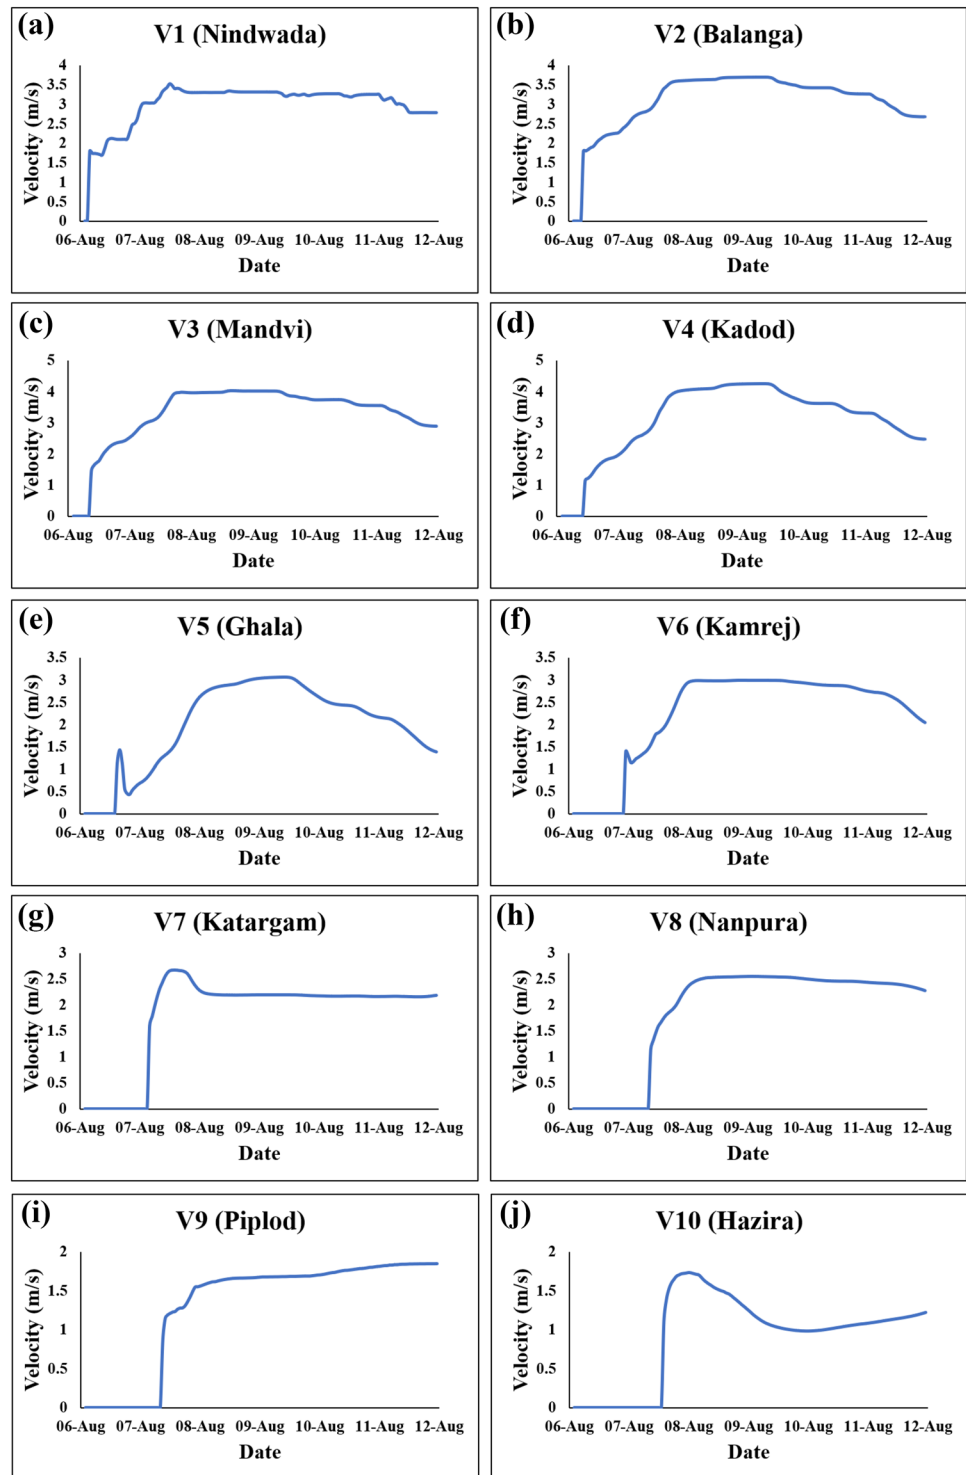 (a)
V1 (Nindwada)
Velocity (m/s)
4
3.5
3
2.5
2
1.5
1
0.5
0
06-Aug 07-Aug 08-Aug 09-Aug 10-Aug 11-Aug 12-Aug
Date
(b)
V2 (Balanga)
Velocity (m/s)
4
3.5
3
2.5
2
1.5
1
0.5
0
06-Aug 07-Aug 08-Aug 09-Aug 10-Aug 11-Aug 12-Aug
Date
(c)
V3 (Mandvi)
Velocity (m/s)
5
4
3
2
1
0
06-Aug 07-Aug 08-Aug 09-Aug 10-Aug 11-Aug 12-Aug
Date
(d)
V4 (Kadod)
Velocity (m/s)
5
4
3
2
1
0
06-Aug 07-Aug 08-Aug 09-Aug 10-Aug 11-Aug 12-Aug
Date
(e)
V5 (Ghala)
Velocity (m/s)
3.5
3
2.5
2
1.5
1
0.5
0
06-Aug 07-Aug 08-Aug 09-Aug 10-Aug 11-Aug 12-Aug
Date
(f)
V6 (Kamrej)
Velocity (m/s)
3.5
3
2.5
2
1.5
1
0.5
0
06-Aug 07-Aug 08-Aug 09-Aug 10-Aug 11-Aug 12-Aug
Date
(g)
V7 (Katargam)
Velocity (m/s)
3
2.5
2
1.5
1
0.5
0
06-Aug 07-Aug 08-Aug 09-Aug 10-Aug 11-Aug 12-Aug
Date
(h)
V8 (Nanpura)
Velocity (m/s)
3
2.5
2
1.5
1
0.5
0
06-Aug 07-Aug 08-Aug 09-Aug 10-Aug 11-Aug 12-Aug
Date
(i)
V9 (Piplod)
Velocity (m/s)
2
1.5
1
0.5
0
06-Aug 07-Aug 08-Aug 09-Aug 10-Aug 11-Aug 12-Aug
Date
(j)
V10 (Hazira)
Velocity (m/s)
2
1.5
1
0.5
0
06-Aug 07-Aug 08-Aug 09-Aug 10-Aug 11-Aug 12-Aug
Date